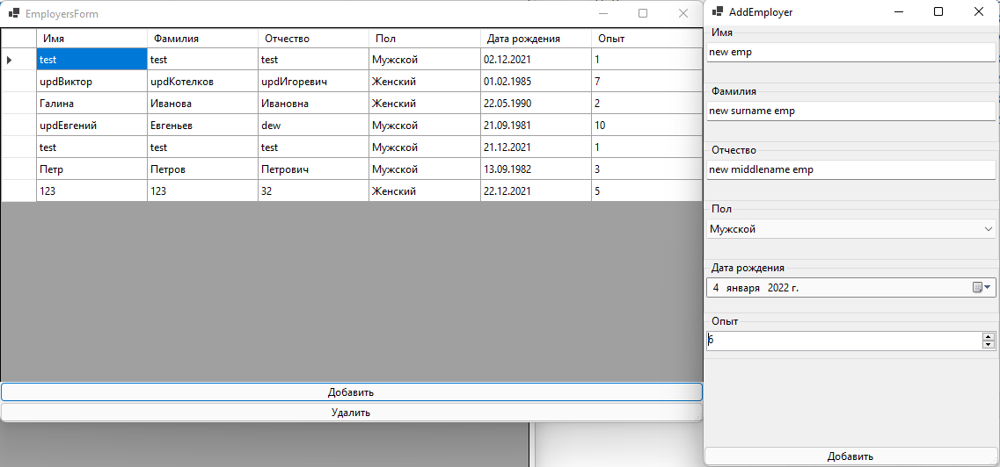 EmployersForm
Имя Фамилия Отчество Пол Дата рождения Опыт
test test test Мужской 02.12.2021 1
updВиктор updКотелков updИгоревич Женский 01.02.1985 7
Галина Иванова Ивановна Женский 22.05.1990 2
updЕвгений Евгеньев dew Мужской 21.09.1981 10
test test test Мужской 21.12.2021 1
Петр Петров Петрович Мужской 13.09.1982 3
123 123 32 Женский 22.12.2021 5
Добавить
Удалить
AddEmployer
Имя
new emp
Фамилия
new surname emp
Отчество
new middlename emp
Пол
Мужской
Дата рождения
4 января 2022 г.
Опыт
6
Добавить